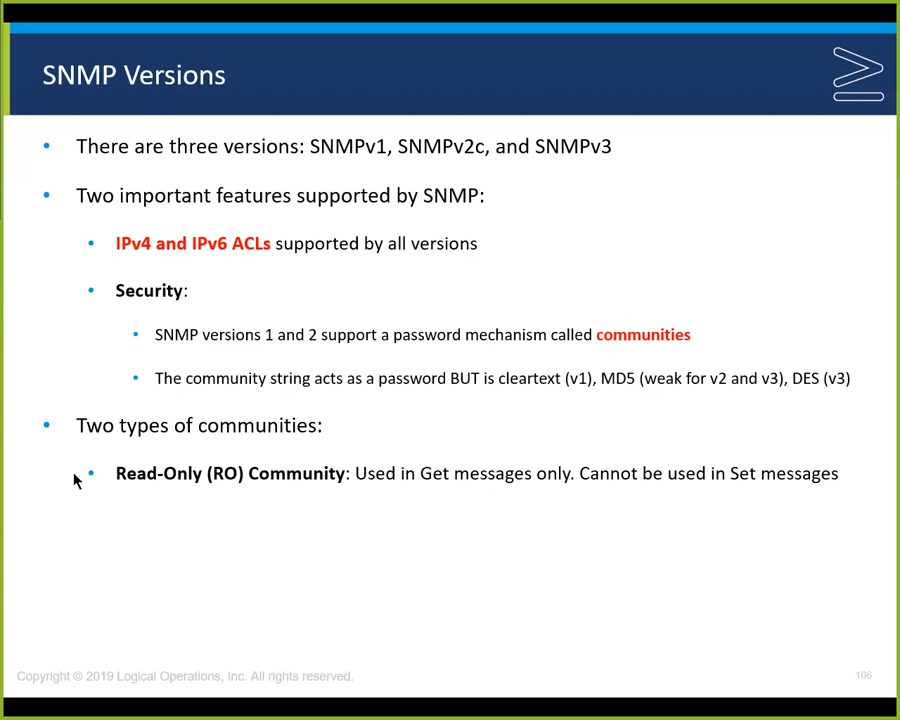 SNMP Versions
There are three versions: SNMPv1, SNMPv2c, and SNMPv3
Two important features supported by SNMP:
IPv4 and IPv6 ACLs supported by all versions
Security:
SNMP versions 1 and 2 support a password mechanism called communities
The community string acts as a password BUT is cleartext (v1), MD5 (weak for v2 and v3), DES (v3)
Two types of communities:
Read-Only (RO) Community: Used in Get messages only. Cannot be used in Set messages
Copyright © 2019 Logical Operations, Inc. All rights reserved.
106